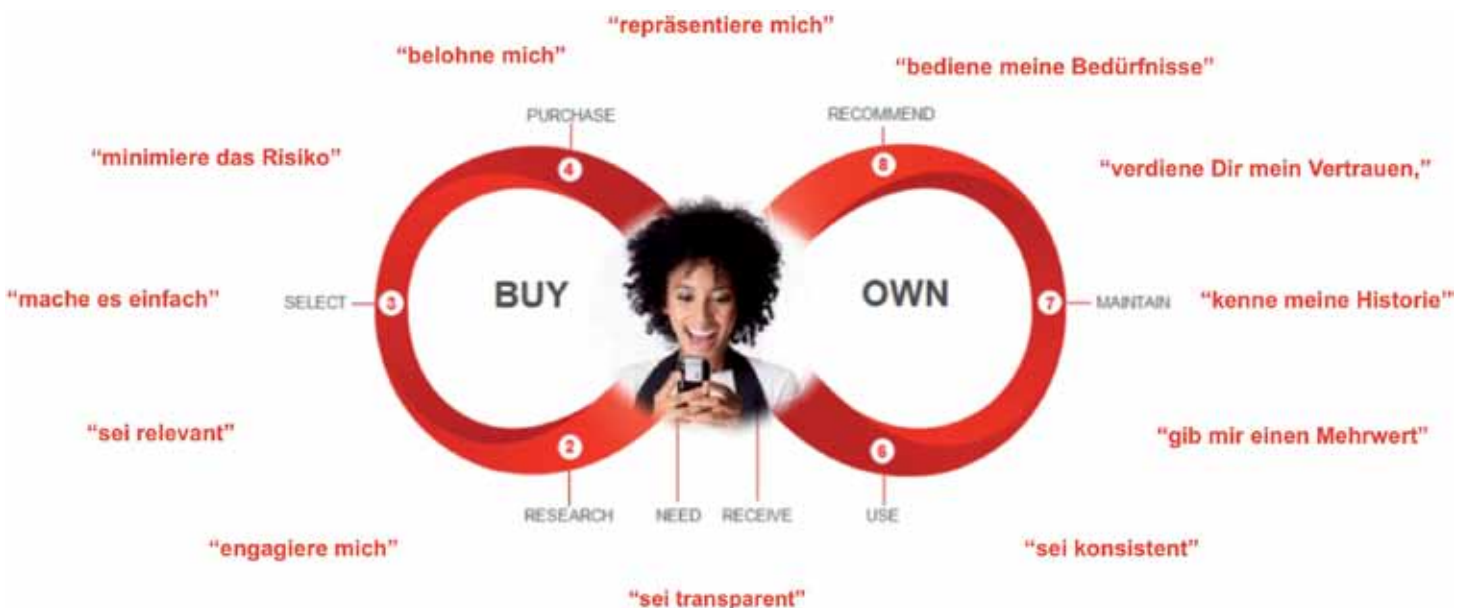 “repräsentiere mich”
“belohne mich”
“bediene meine Bedürfnisse”
PURCHASE
RECOMMEND
“minimiere das Risiko”
“verdiene Dir mein Vertrauen,”
4
8
BUY
OWN
“mache es einfach”
SELECT
3
7
MAINTAIN
“kenne meine Historie”
“sei relevant”
2
6
“gib mir einen Mehrwert”
RESEARCH
NEED
RECEIVE
USE
“engagiere mich”
“sei konsistent”
“sei transparent”